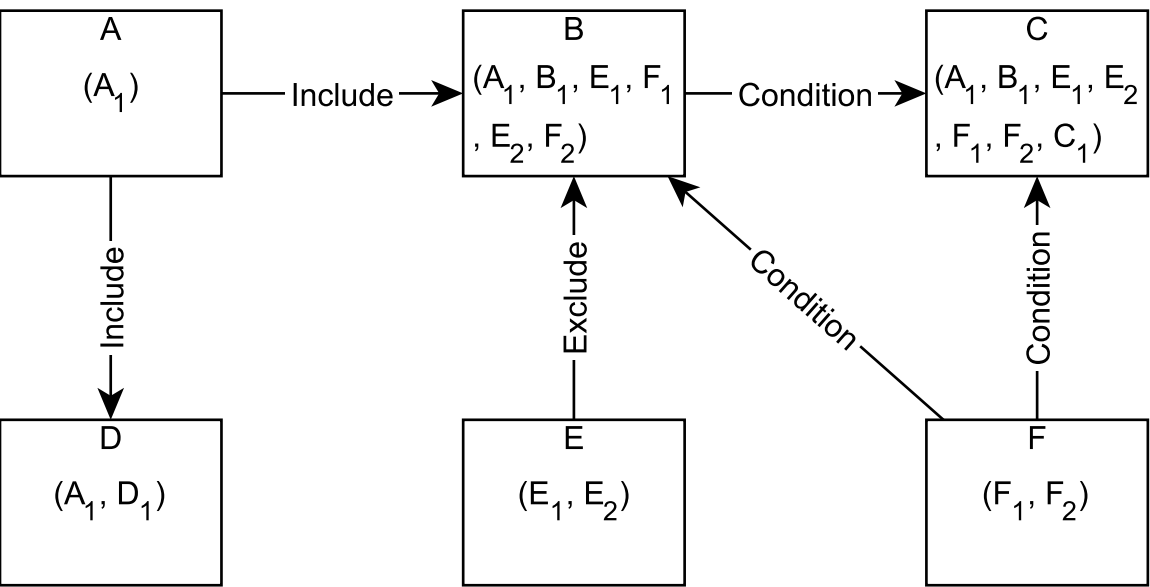 A
(A₁)
Include
B
(A₁, B₁, E₁, F₁
, E₂, F₂)
Condition
C
(A₁, B₁, E₁, E₂
, F₁, F₂, C₁)
Include
Exclude
Condition
Condition
D
(A₁, D₁)
E
(E₁, E₂)
F
(F₁, F₂)